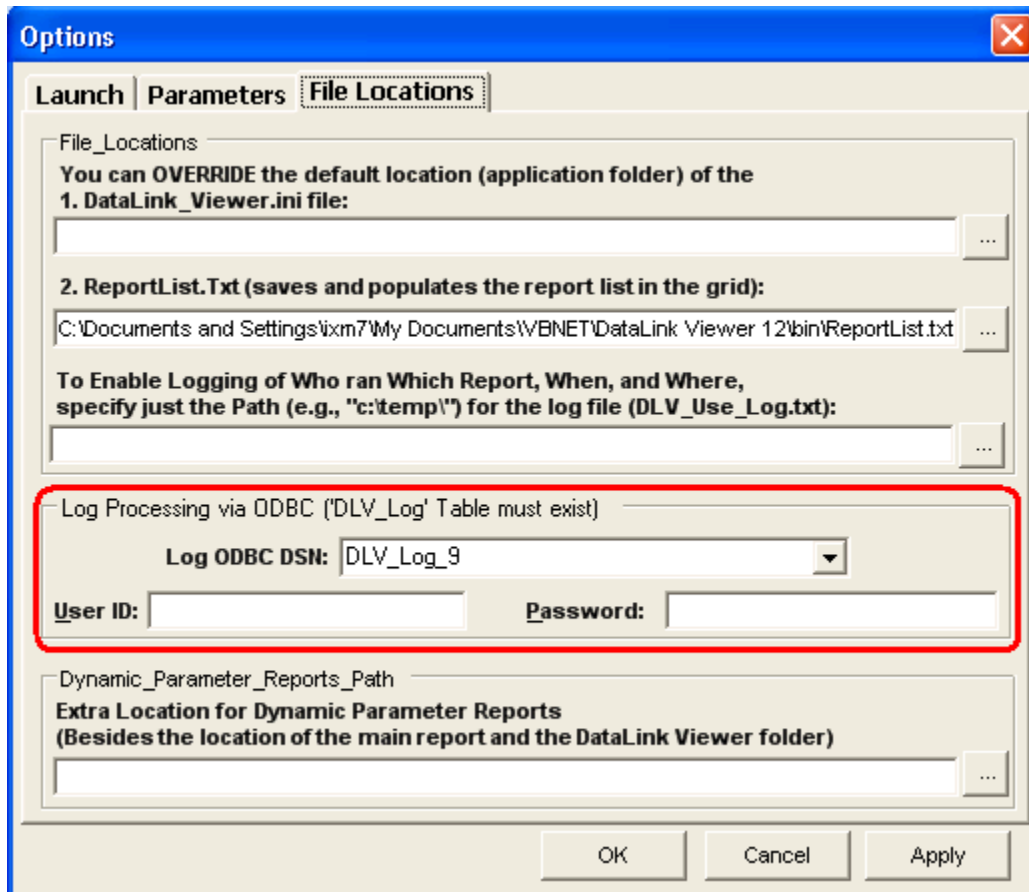 Options
Launch Parameters File Locations
File_Locations
You can OVERRIDE the default location (application folder) of the
1. DataLink_Viewer.ini file:
...
2. ReportList.Txt (saves and populates the report list in the grid):
C:\Documents and Settings\ixm7\My Documents\VBNET\DataLink Viewer 12\bin\ReportList.txt ...
To Enable Logging of Who ran Which Report, When, and Where,
specify just the Path (e.g., "c:\temp\") for the log file (DLV_Use_Log.txt):
...
Log Processing via ODBC ('DLV_Log' Table must exist)
Log ODBC DSN: DLV_Log_9
User ID: Password:
Dynamic_Parameter_Reports_Path
Extra Location for Dynamic Parameter Reports
(Besides the location of the main report and the DataLink Viewer folder)
...
OK Cancel Apply